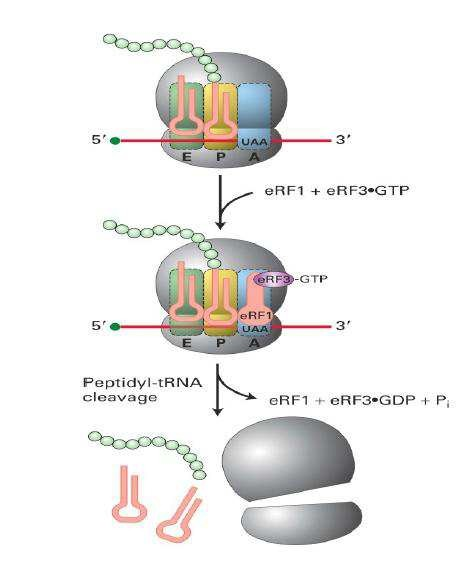 5′ UAA 3′
E P A
eRF1 + eRF3•GTP
eRF3-GTP
eRF1
5′ UAA 3′
E P A
Peptidyl-tRNA
cleavage
eRF1 + eRF3•GDP + Pi